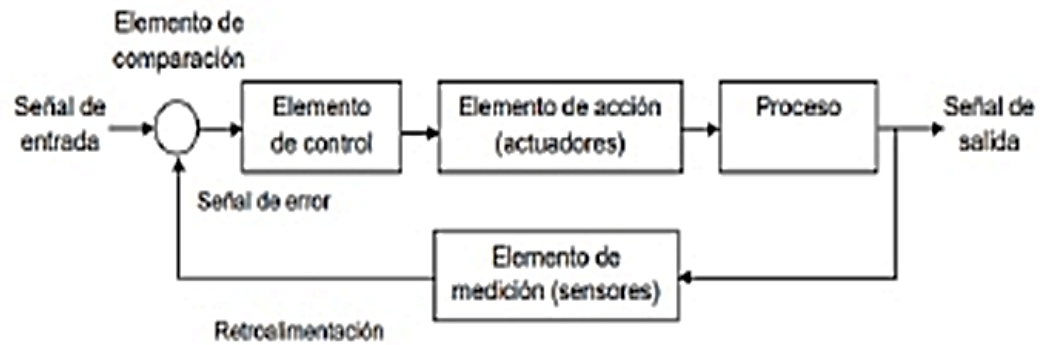 Elemento de
comparación
Señal de
entrada
Elemento
de control
Elemento de acción
(actuadores)
Proceso
Señal de
salida
Señal de error
Elemento de
medición (sensores)
Retroalimentación